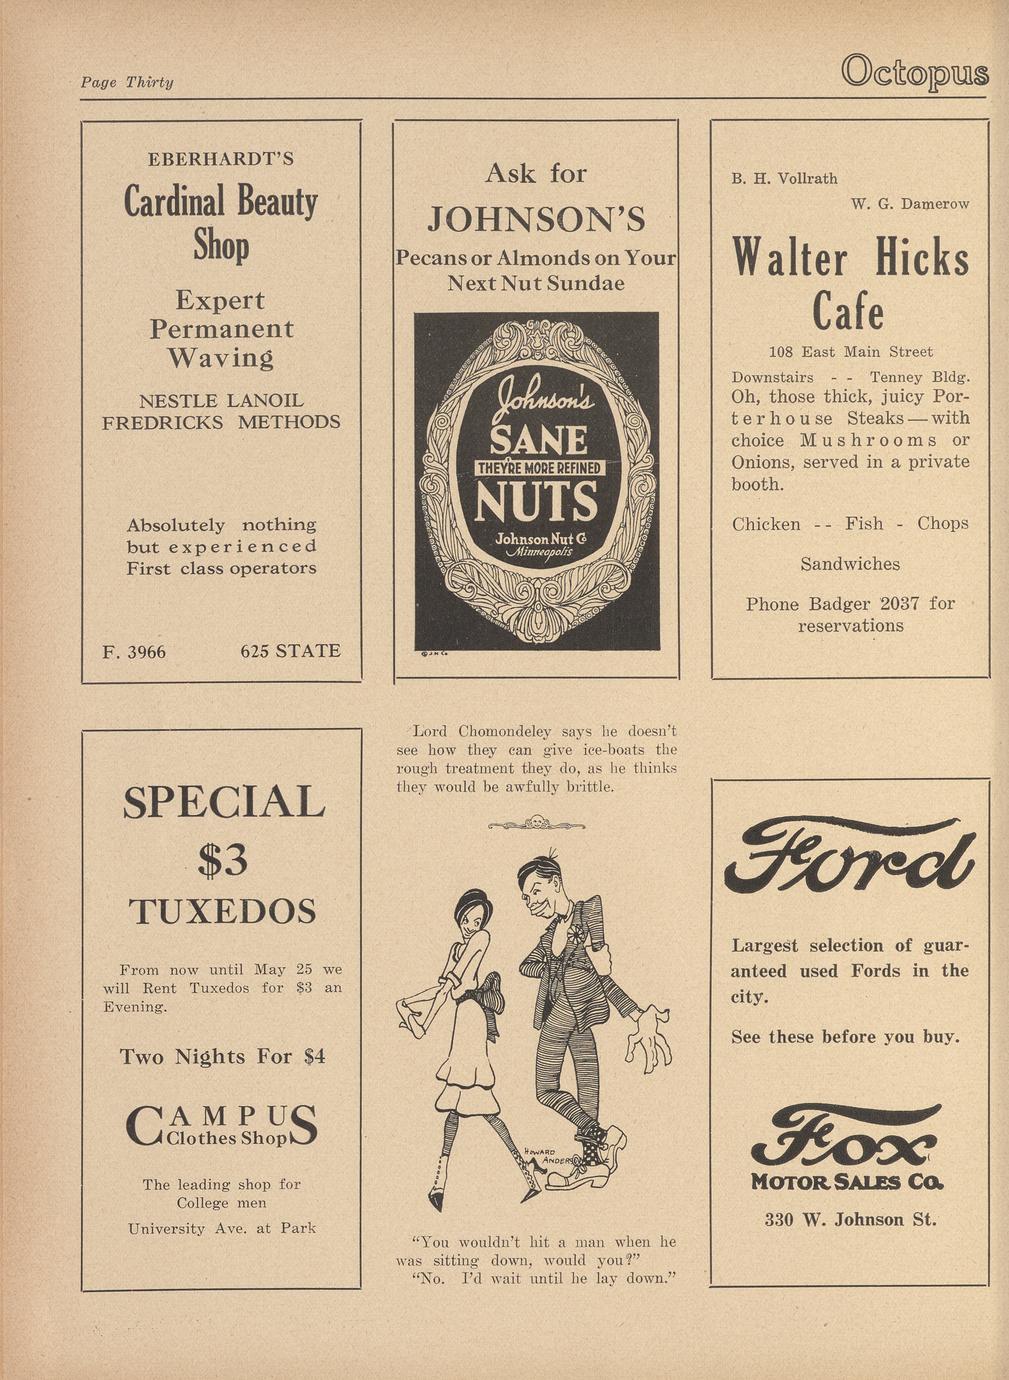 Page Thirty
Octopus
EBERHARDT'S
Cardinal Beauty
Shop
Expert
Permanent
Waving
NESTLE LANOIL
FREDRICKS METHODS
Absolutely nothing
but experienced
First class operators
F. 3966 625 STATE
Ask for
JOHNSON'S
Pecans or Almonds on Your
Next Nut Sundae
Johnson's
SANE
THEY'RE MORE REFINED
NUTS
Johnson Nut Co
Minneapolis
© J.N Co
B. H. Vollrath
W. G. Damerow
Walter Hicks
Cafe
108 East Main Street
Downstairs - - Tenney Bldg.
Oh, those thick, juicy Por-
terhouse Steaks—with
choice Mushrooms or
Onions, served in a private
booth.
Chicken -- Fish - Chops
Sandwiches
Phone Badger 2037 for
reservations
SPECIAL
$3
TUXEDOS
From now until May 25 we
will Rent Tuxedos for $3 an
Evening.
Two Nights For $4
CAMPUS
Clothes Shop
The leading shop for
College men
University Ave. at Park
Lord Chomondeley says he doesn't
see how they can give ice-boats the
rough treatment they do, as he thinks
they would be awfully brittle.
HOWARD
ANDERS
"You wouldn't hit a man when he
was sitting down, would you?"
"No. I'd wait until he lay down."
Ford
Largest selection of guar-
anteed used Fords in the
city.
See these before you buy.
Fox
MOTOR SALES CO.
330 W. Johnson St.